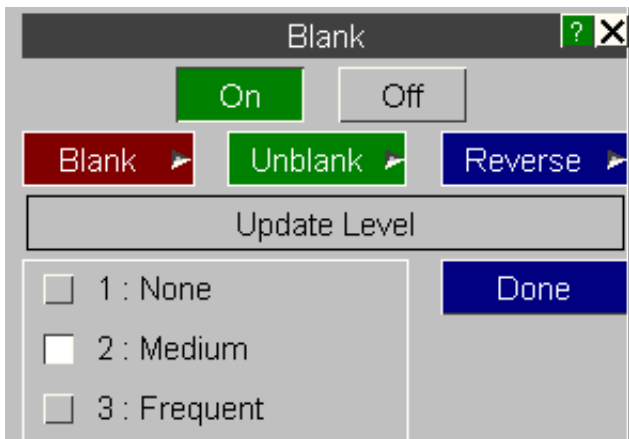 Blank ?
On Off
Blank Unblank Reverse
Update Level
1 : None Done
2 : Medium
3 : Frequent